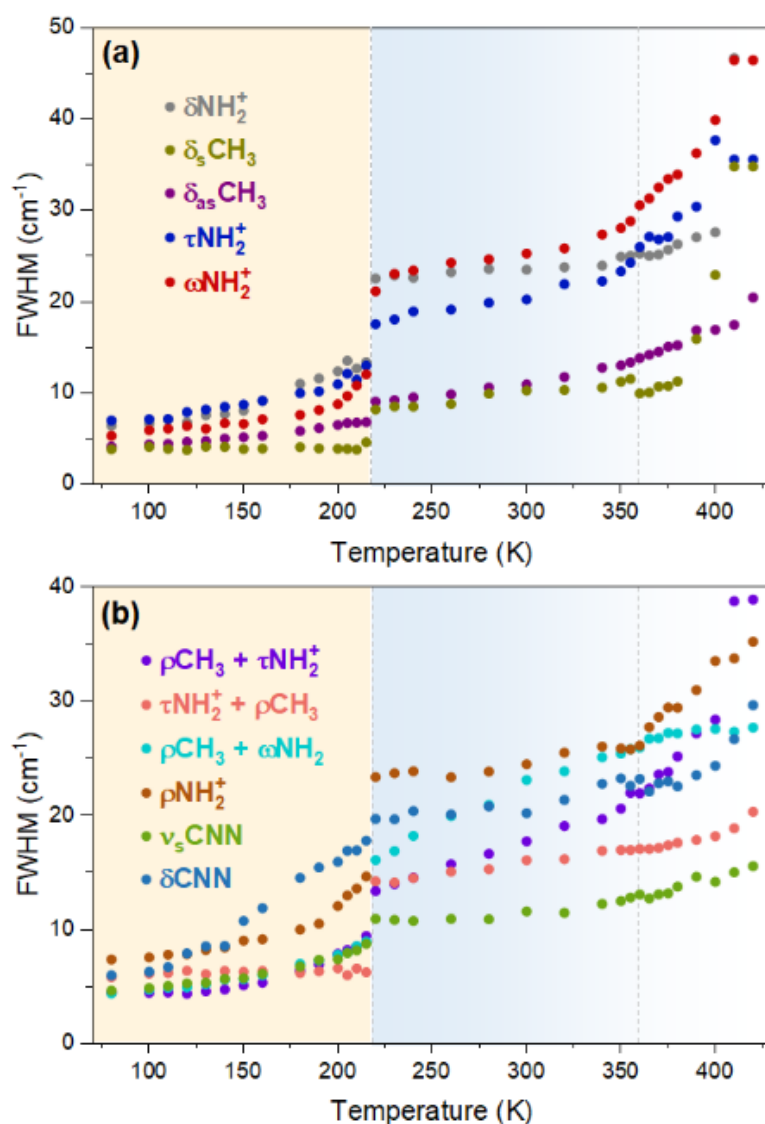 (a)
50
40
30
20
10
0
FWHM (cm⁻¹)
δNH₂⁺
δₛCH₃
δₐₛCH₃
τNH₂⁺
ωNH₂⁺
100 150 200 250 300 350 400
Temperature (K)
(b)
40
30
20
10
0
FWHM (cm⁻¹)
ρCH₃ + τNH₂⁺
τNH₂⁺ + ρCH₃
ρCH₃ + ωNH₂
ρNH₂⁺
νₛCNN
δCNN
100 150 200 250 300 350 400
Temperature (K)